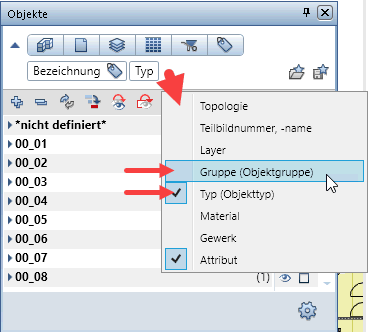 Objekte
Bezeichnung Typ
*nicht definiert*
00_01
00_02
00_03
00_04
00_05
00_06
00_07
00_08 (1)
Topologie
Teilbildnummer, -name
Layer
Gruppe (Objektgruppe)
Typ (Objekttyp)
Material
Gewerk
Attribut